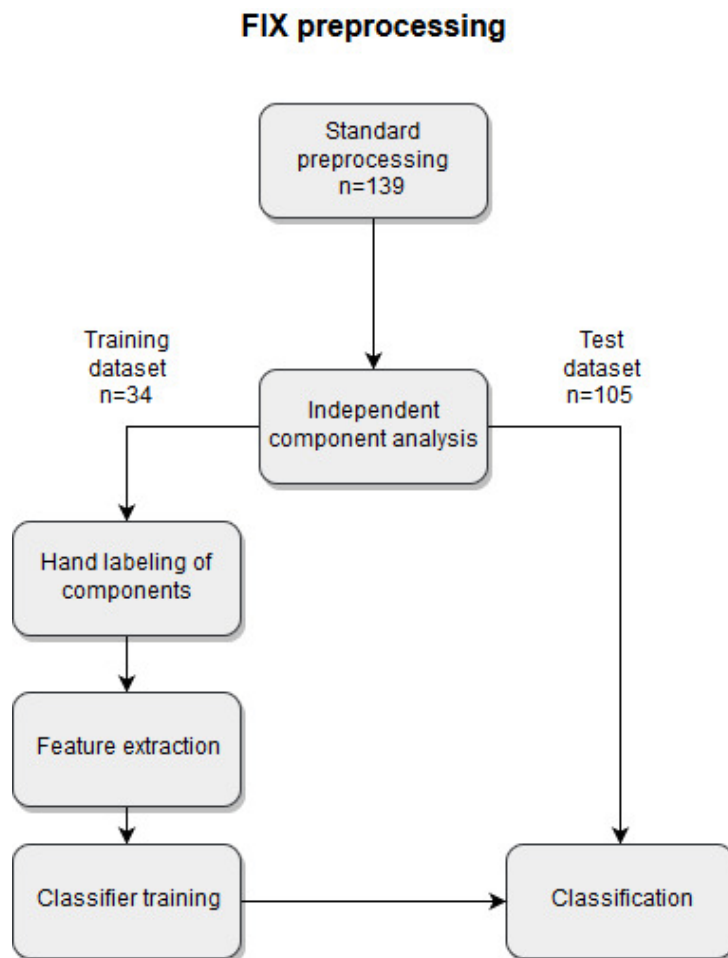 FIX preprocessing
Standard
preprocessing
n=139
Training
dataset
n=34
Test
dataset
n=105
Independent
component analysis
Hand labeling of
components
Feature extraction
Classifier training
Classification